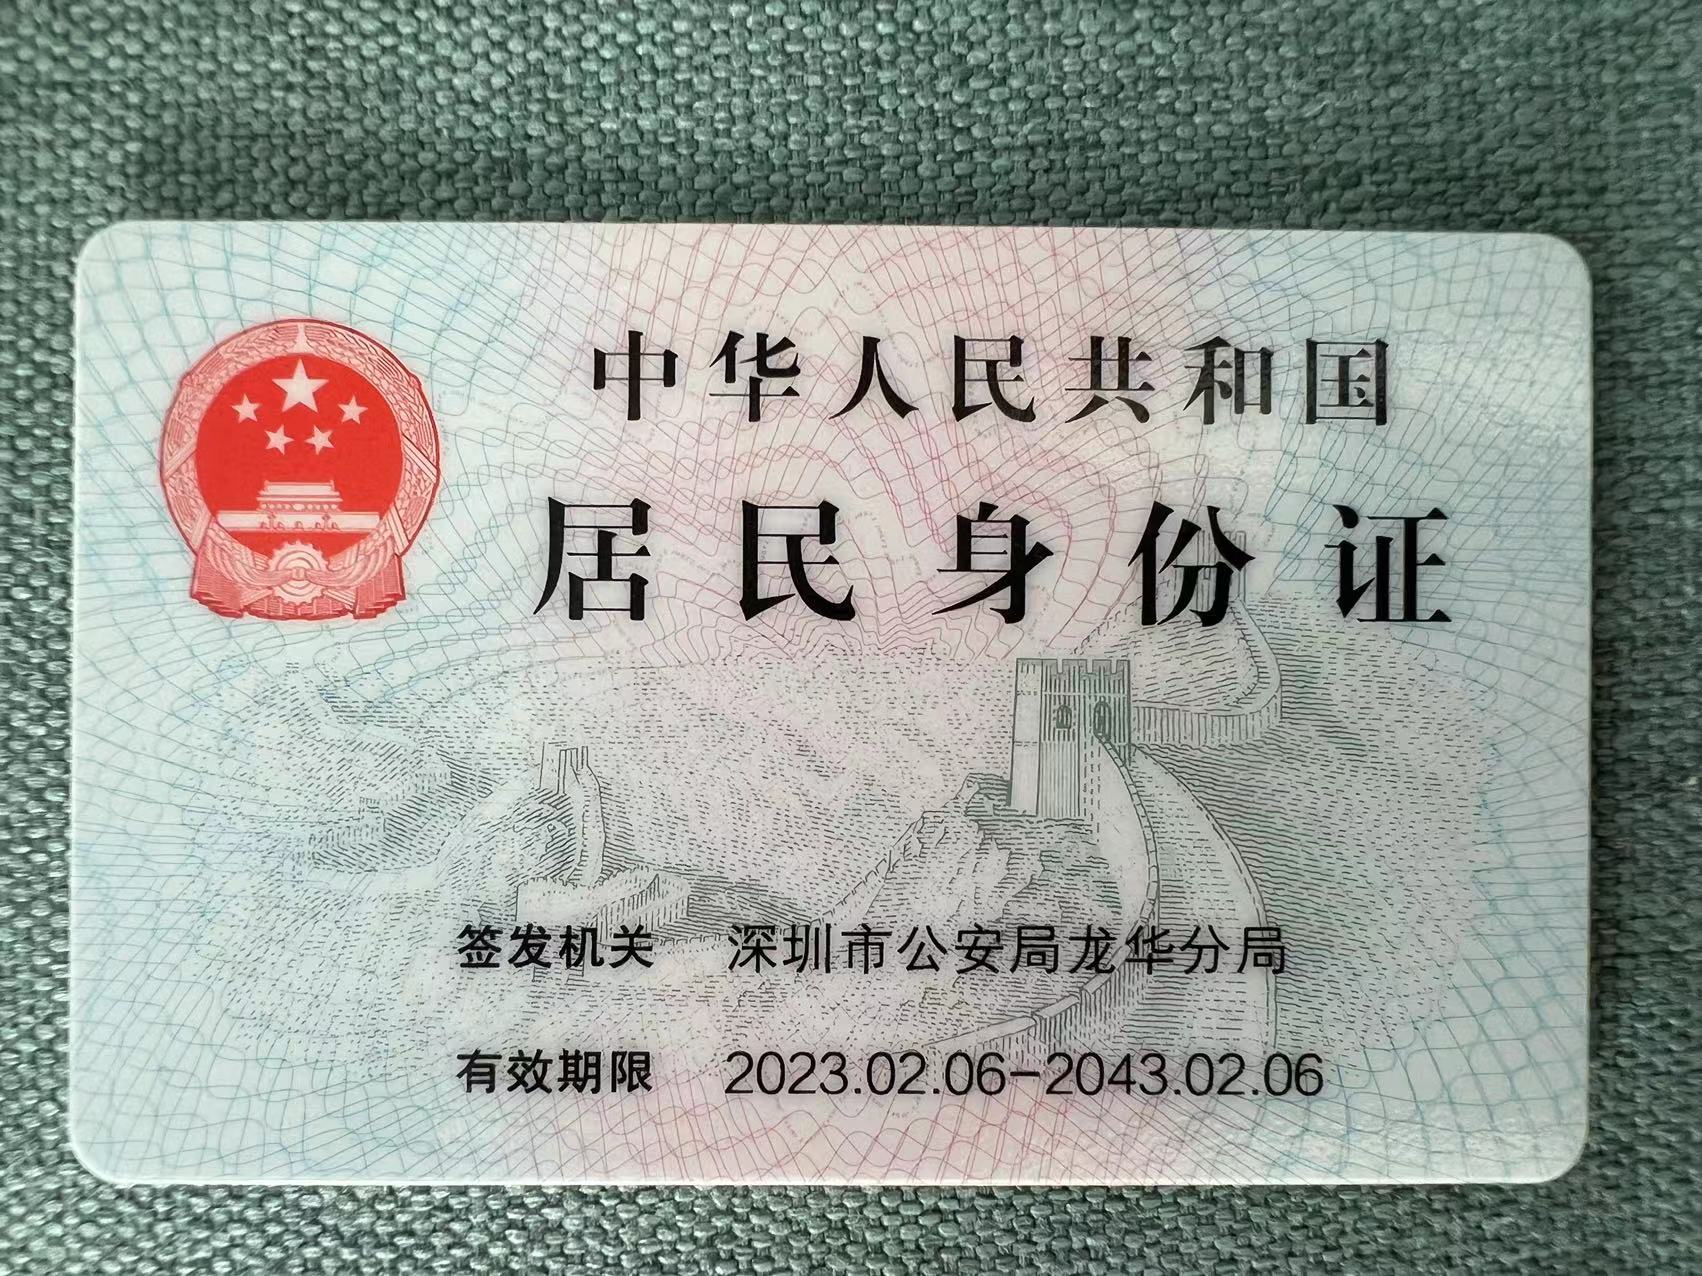 中华人民共和国
居民身份证
签发机关 深圳市公安局龙华分局
有效期限 2023.02.06-2043.02.06